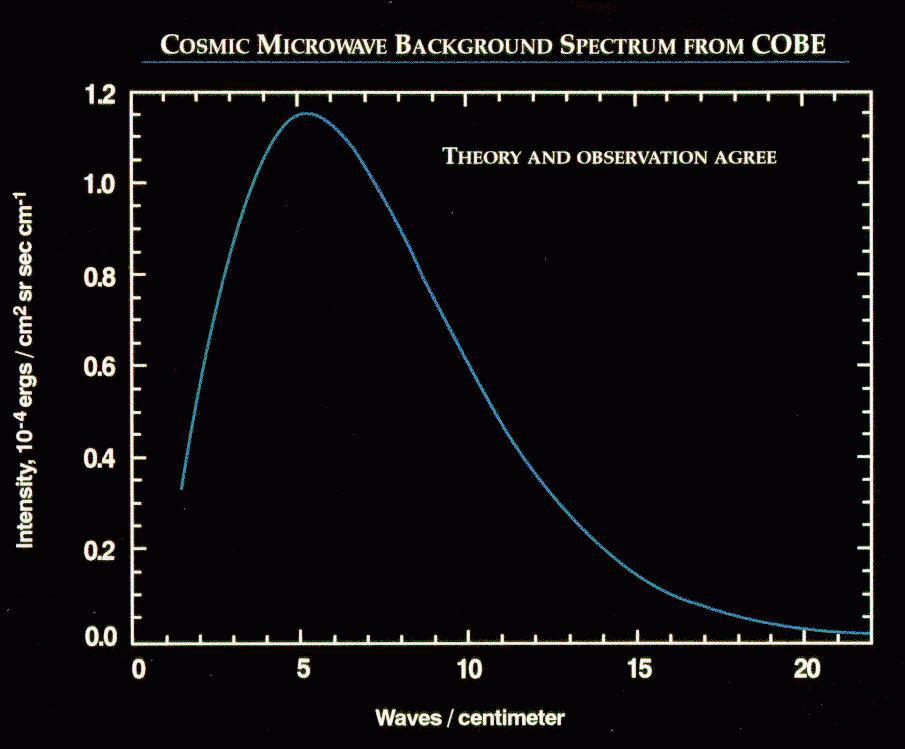 COSMIC MICROWAVE BACKGROUND SPECTRUM FROM COBE
THEORY AND OBSERVATION AGREE
1.2
1.0
0.8
0.6
0.4
0.2
0.0
Intensity, 10⁻⁴ ergs / cm² sr sec cm⁻¹
0 5 10 15 20
Waves / centimeter